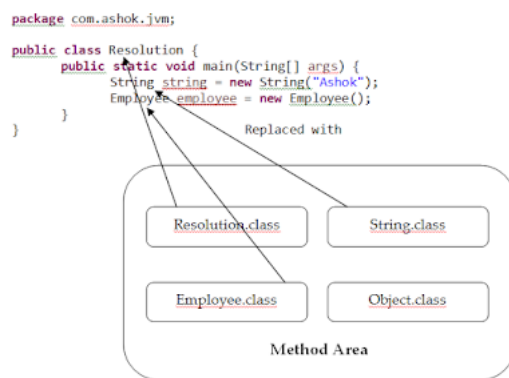 package com.ashok.jvm;
public class Resolution {
public static void main(String[] args) {
String string = new String("Ashok");
Employee employee = new Employee();
}
}
Replaced with
Resolution.class
String.class
Employee.class
Object.class
Method Area